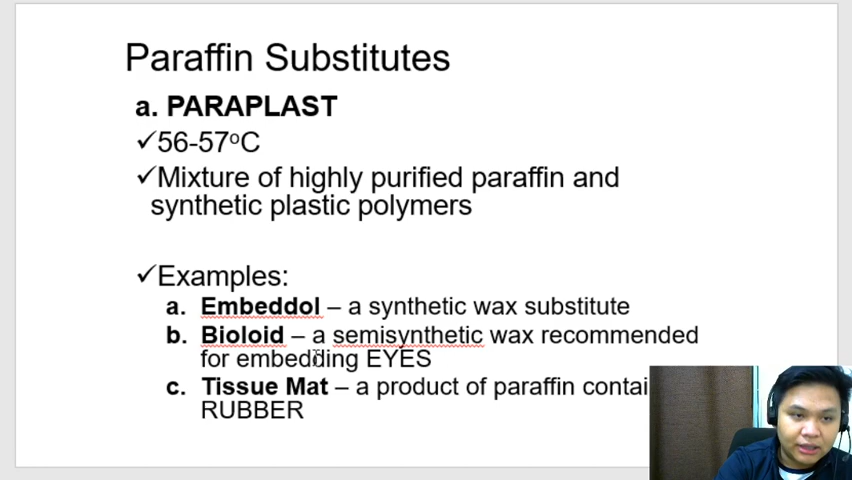 Paraffin Substitutes
a. PARAPLAST
✓56-57ºC
✓Mixture of highly purified paraffin and
synthetic plastic polymers
✓Examples:
a. Embeddol – a synthetic wax substitute
b. Bioloid – a semisynthetic wax recommended
for embedding EYES
c. Tissue Mat – a product of paraffin
RUBBER